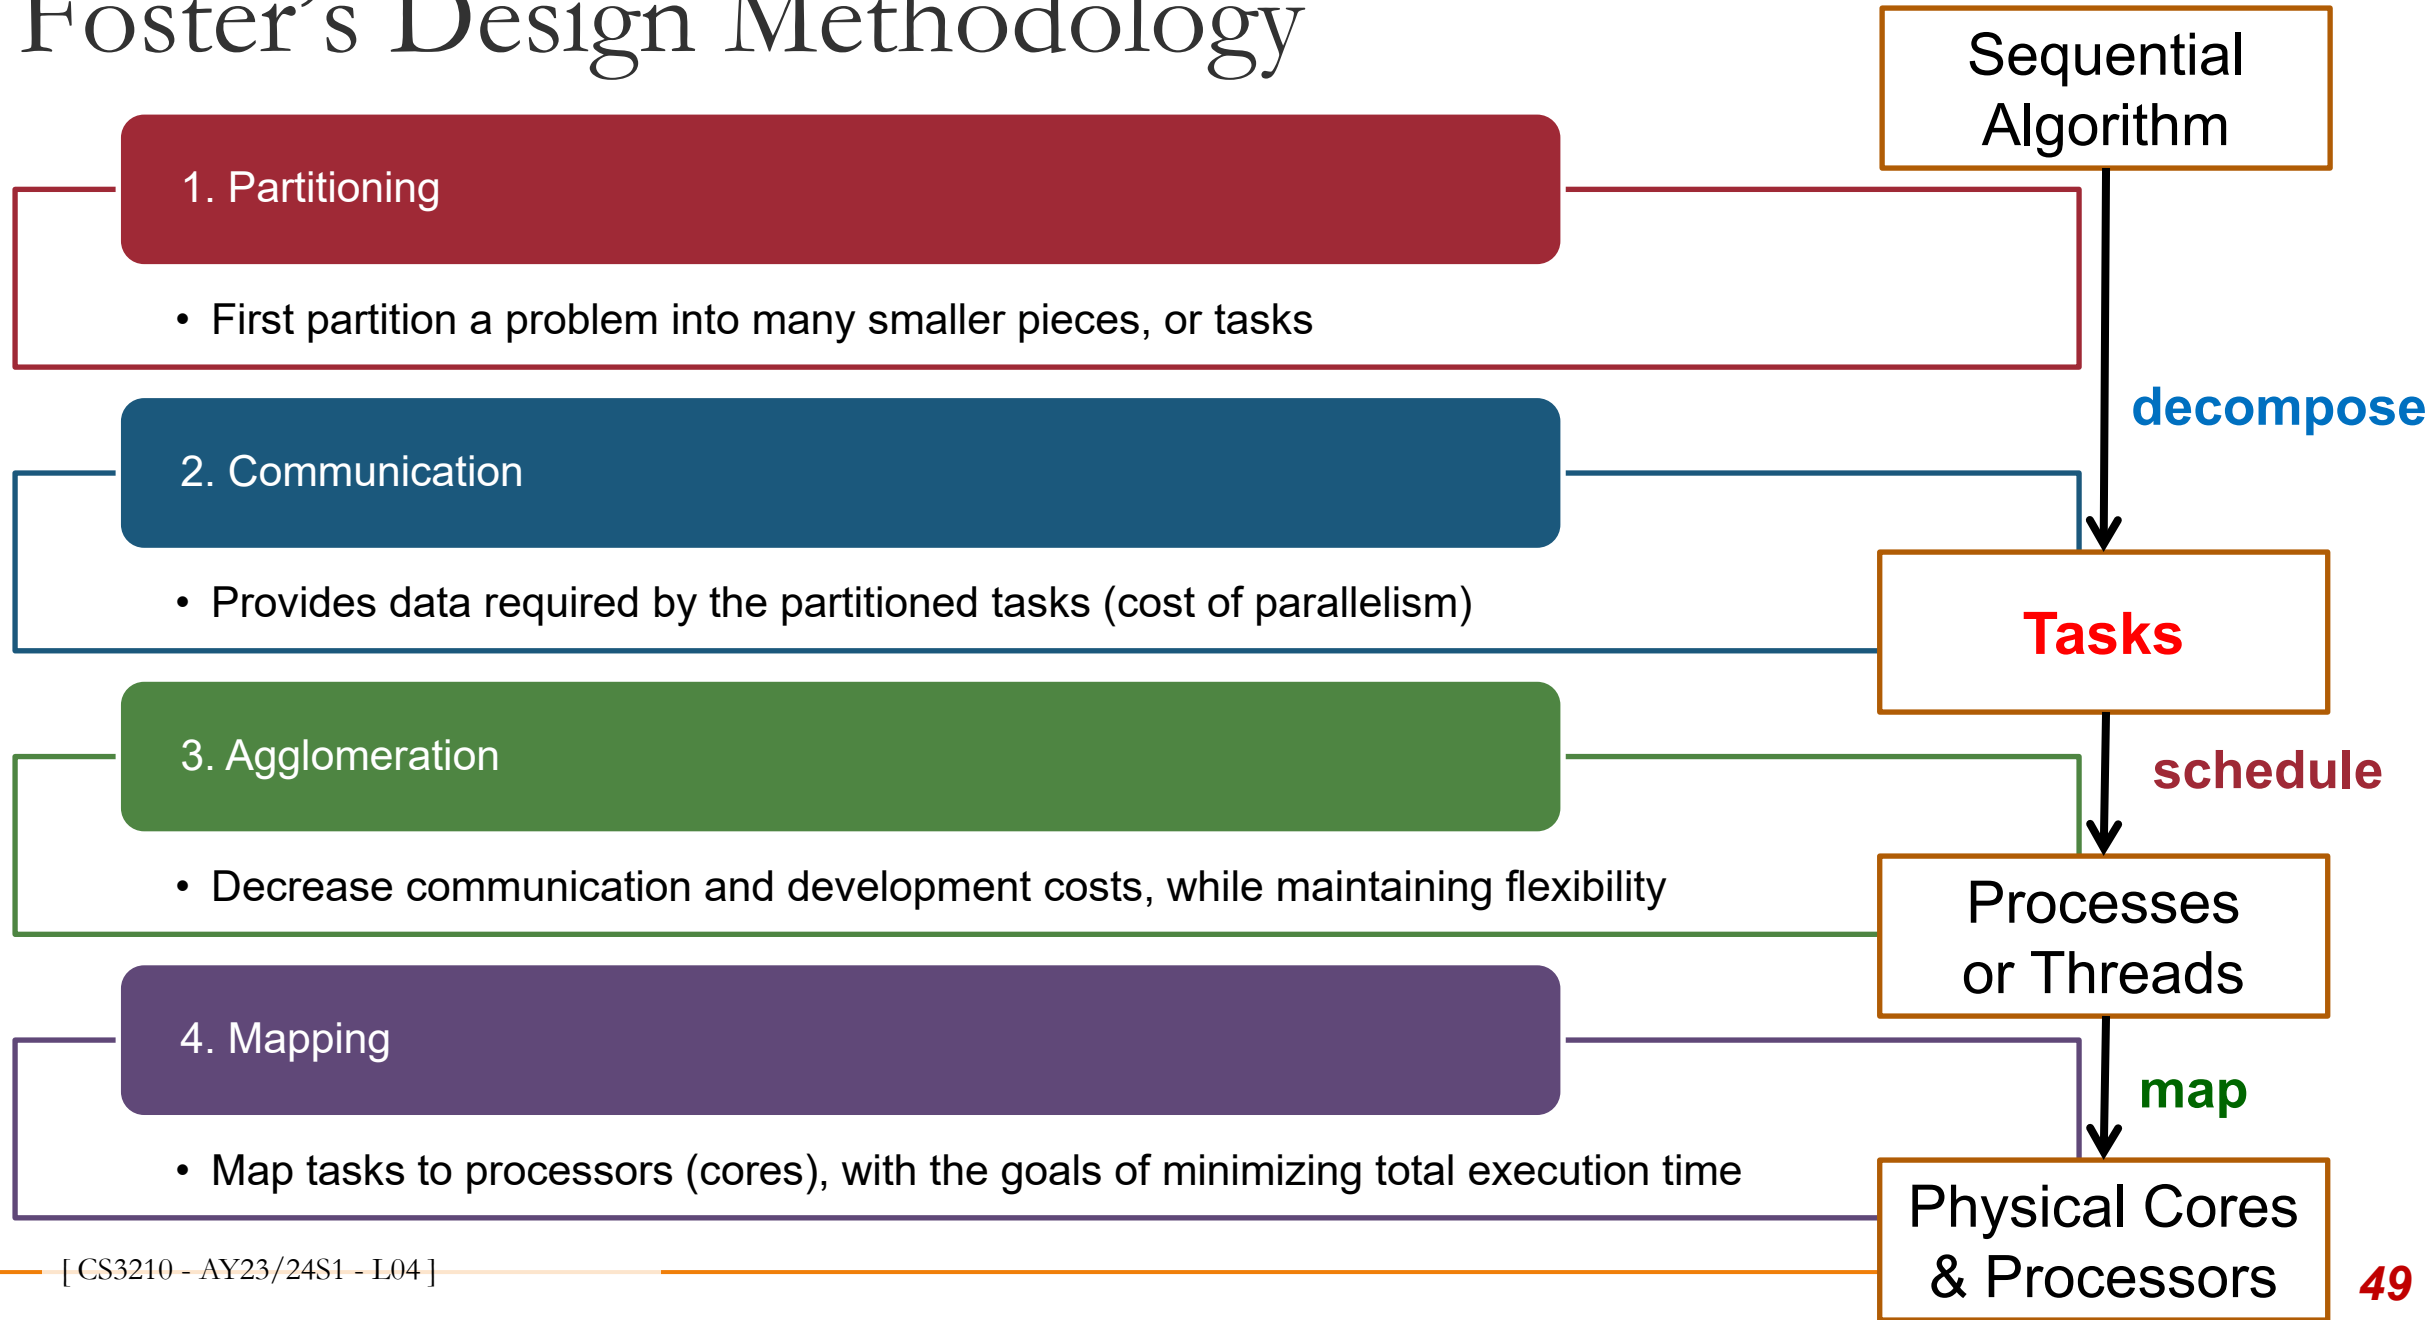 Foster's Design Methodology
1. Partitioning
• First partition a problem into many smaller pieces, or tasks
2. Communication
• Provides data required by the partitioned tasks (cost of parallelism)
3. Agglomeration
• Decrease communication and development costs, while maintaining flexibility
4. Mapping
• Map tasks to processors (cores), with the goals of minimizing total execution time
Sequential
Algorithm
decompose
Tasks
schedule
Processes
or Threads
map
Physical Cores
& Processors
[ CS3210 - AY23/24S1 - L04 ]
49